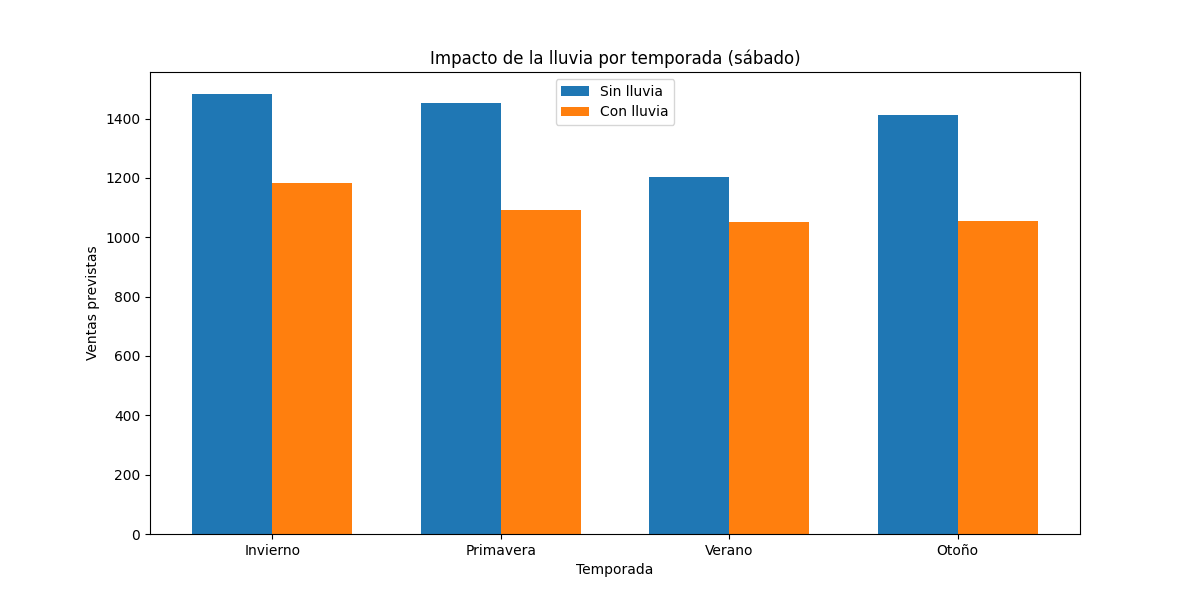 Impacto de la lluvia por temporada (sábado)
Sin lluvia
Con lluvia
Ventas previstas
1400
1200
1000
800
600
400
200
0
Invierno
Primavera
Verano
Otoño
Temporada